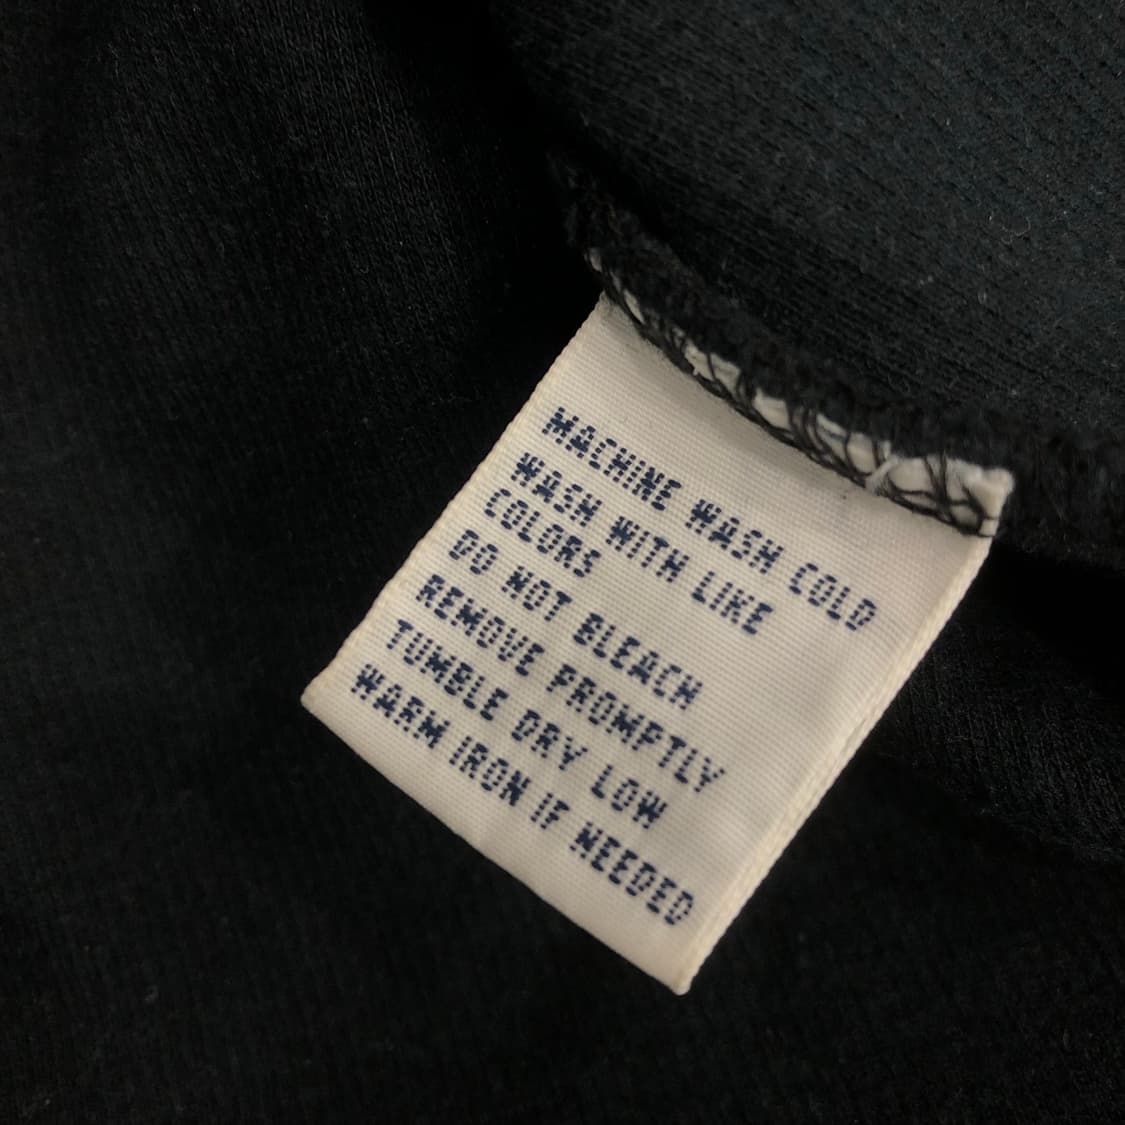 MACHINE WASH COLD
WASH WITH LIKE
COLORS
DO NOT BLEACH
REMOVE PROMPTLY
TUMBLE DRY LOW
WARM IRON IF NEEDED